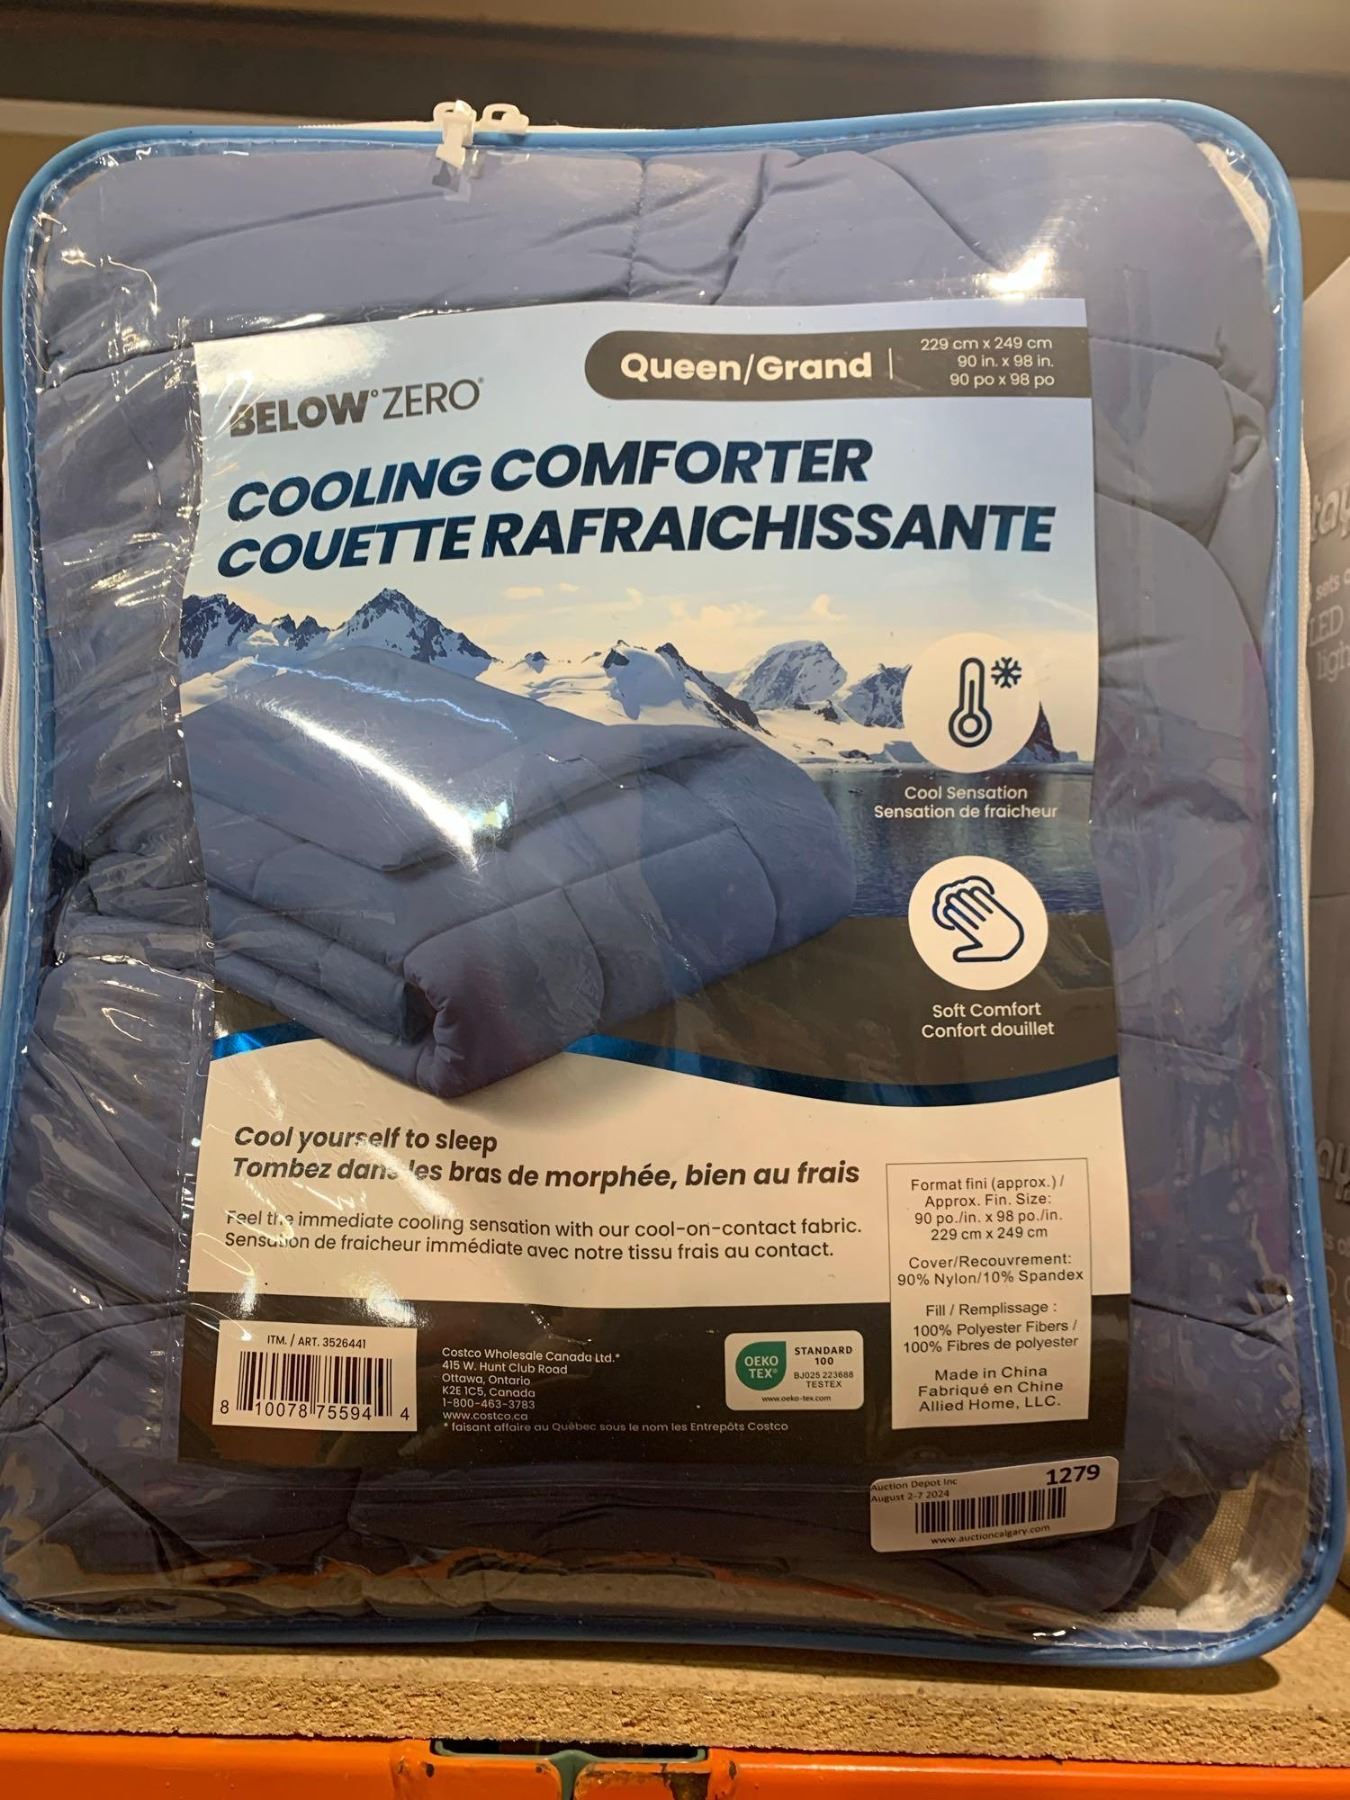 Queen/Grand
229 cm x 249 cm
90 in. x 98 in.
90 po x 98 po
BELOW° ZERO®
COOLING COMFORTER
COUETTE RAFRAICHISSANTE
Cool Sensation
Sensation de fraicheur
Soft Comfort
Confort douillet
Cool yourself to sleep
Tombez dans les bras de morphée, bien au frais
Feel the immediate cooling sensation with our cool-on-contact fabric.
Sensation de fraicheur immédiate avec notre tissu frais au contact.
Format fini (approx.) /
Approx. Fin. Size:
90 po./in. x 98 po./in.
229 cm x 249 cm
Cover/Recouvrement:
90% Nylon/10% Spandex
Fill / Remplissage :
100% Polyester Fibers /
100% Fibres de polyester
Made in China
Fabriqué en Chine
Allied Home, LLC.
ITM. / ART. 3526441
8 10078 75594 4
Costco Wholesale Canada Ltd.*
415 W. Hunt Club Road
Ottawa, Ontario
K2E 1C5, Canada
1-800-463-3783
www.costco.ca
* faisant affaire au Québec sous le nom les Entrepôts Costco
OEKO
TEX®
STANDARD
100
BJ025 223688
TESTEX
www.oeko-tex.com
Auction Depot Inc
1279
August 2-7 2024
www.auctioncalgary.com
sets
LED